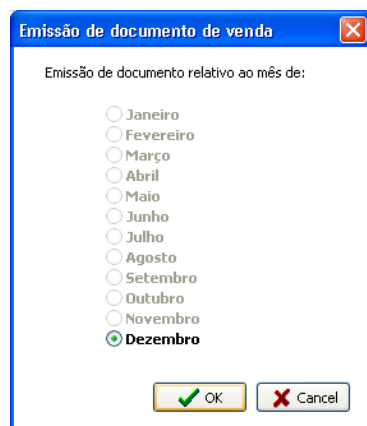 Emissão de documento de venda
Emissão de documento relativo ao mês de:
Janeiro
Fevereiro
Março
Abril
Maio
Junho
Julho
Agosto
Setembro
Outubro
Novembro
Dezembro
OK
Cancel